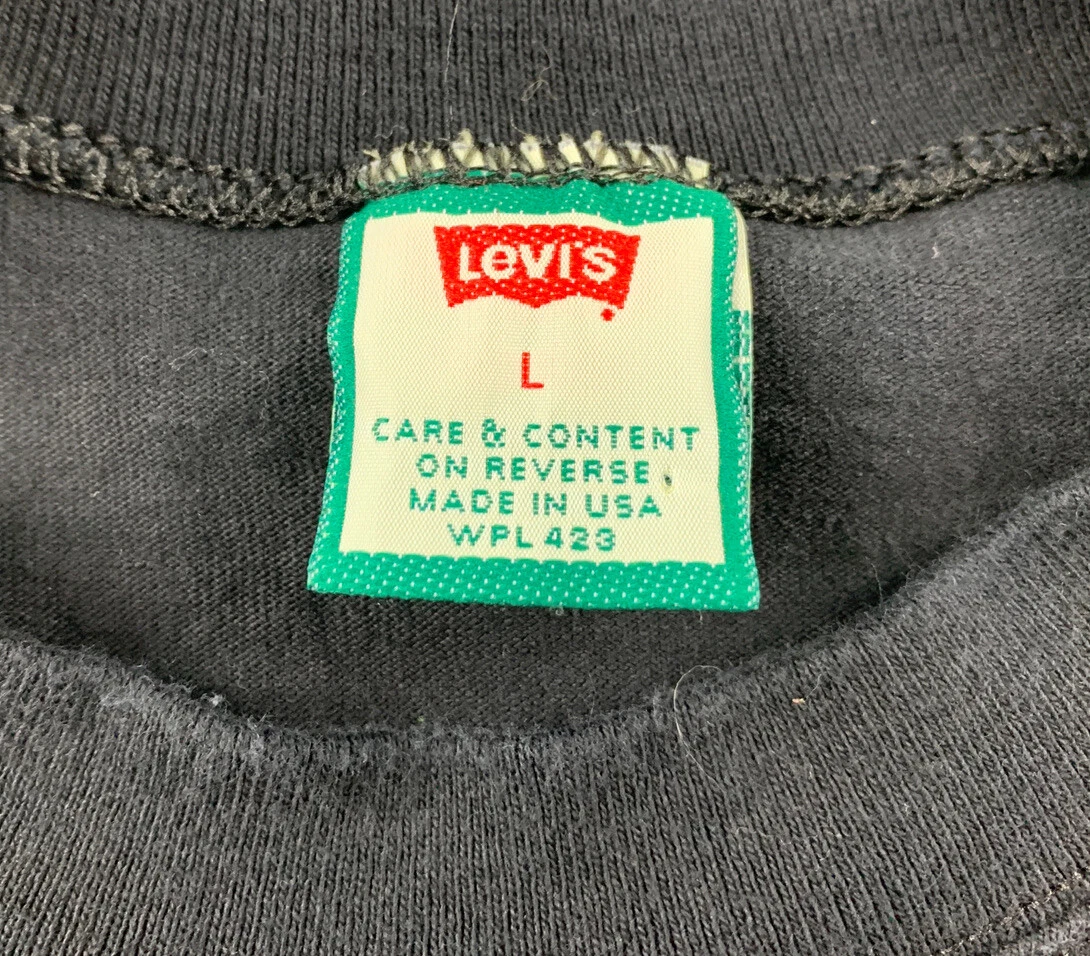 Levi's
L
CARE & CONTENT
ON REVERSE
MADE IN USA
WPL 423